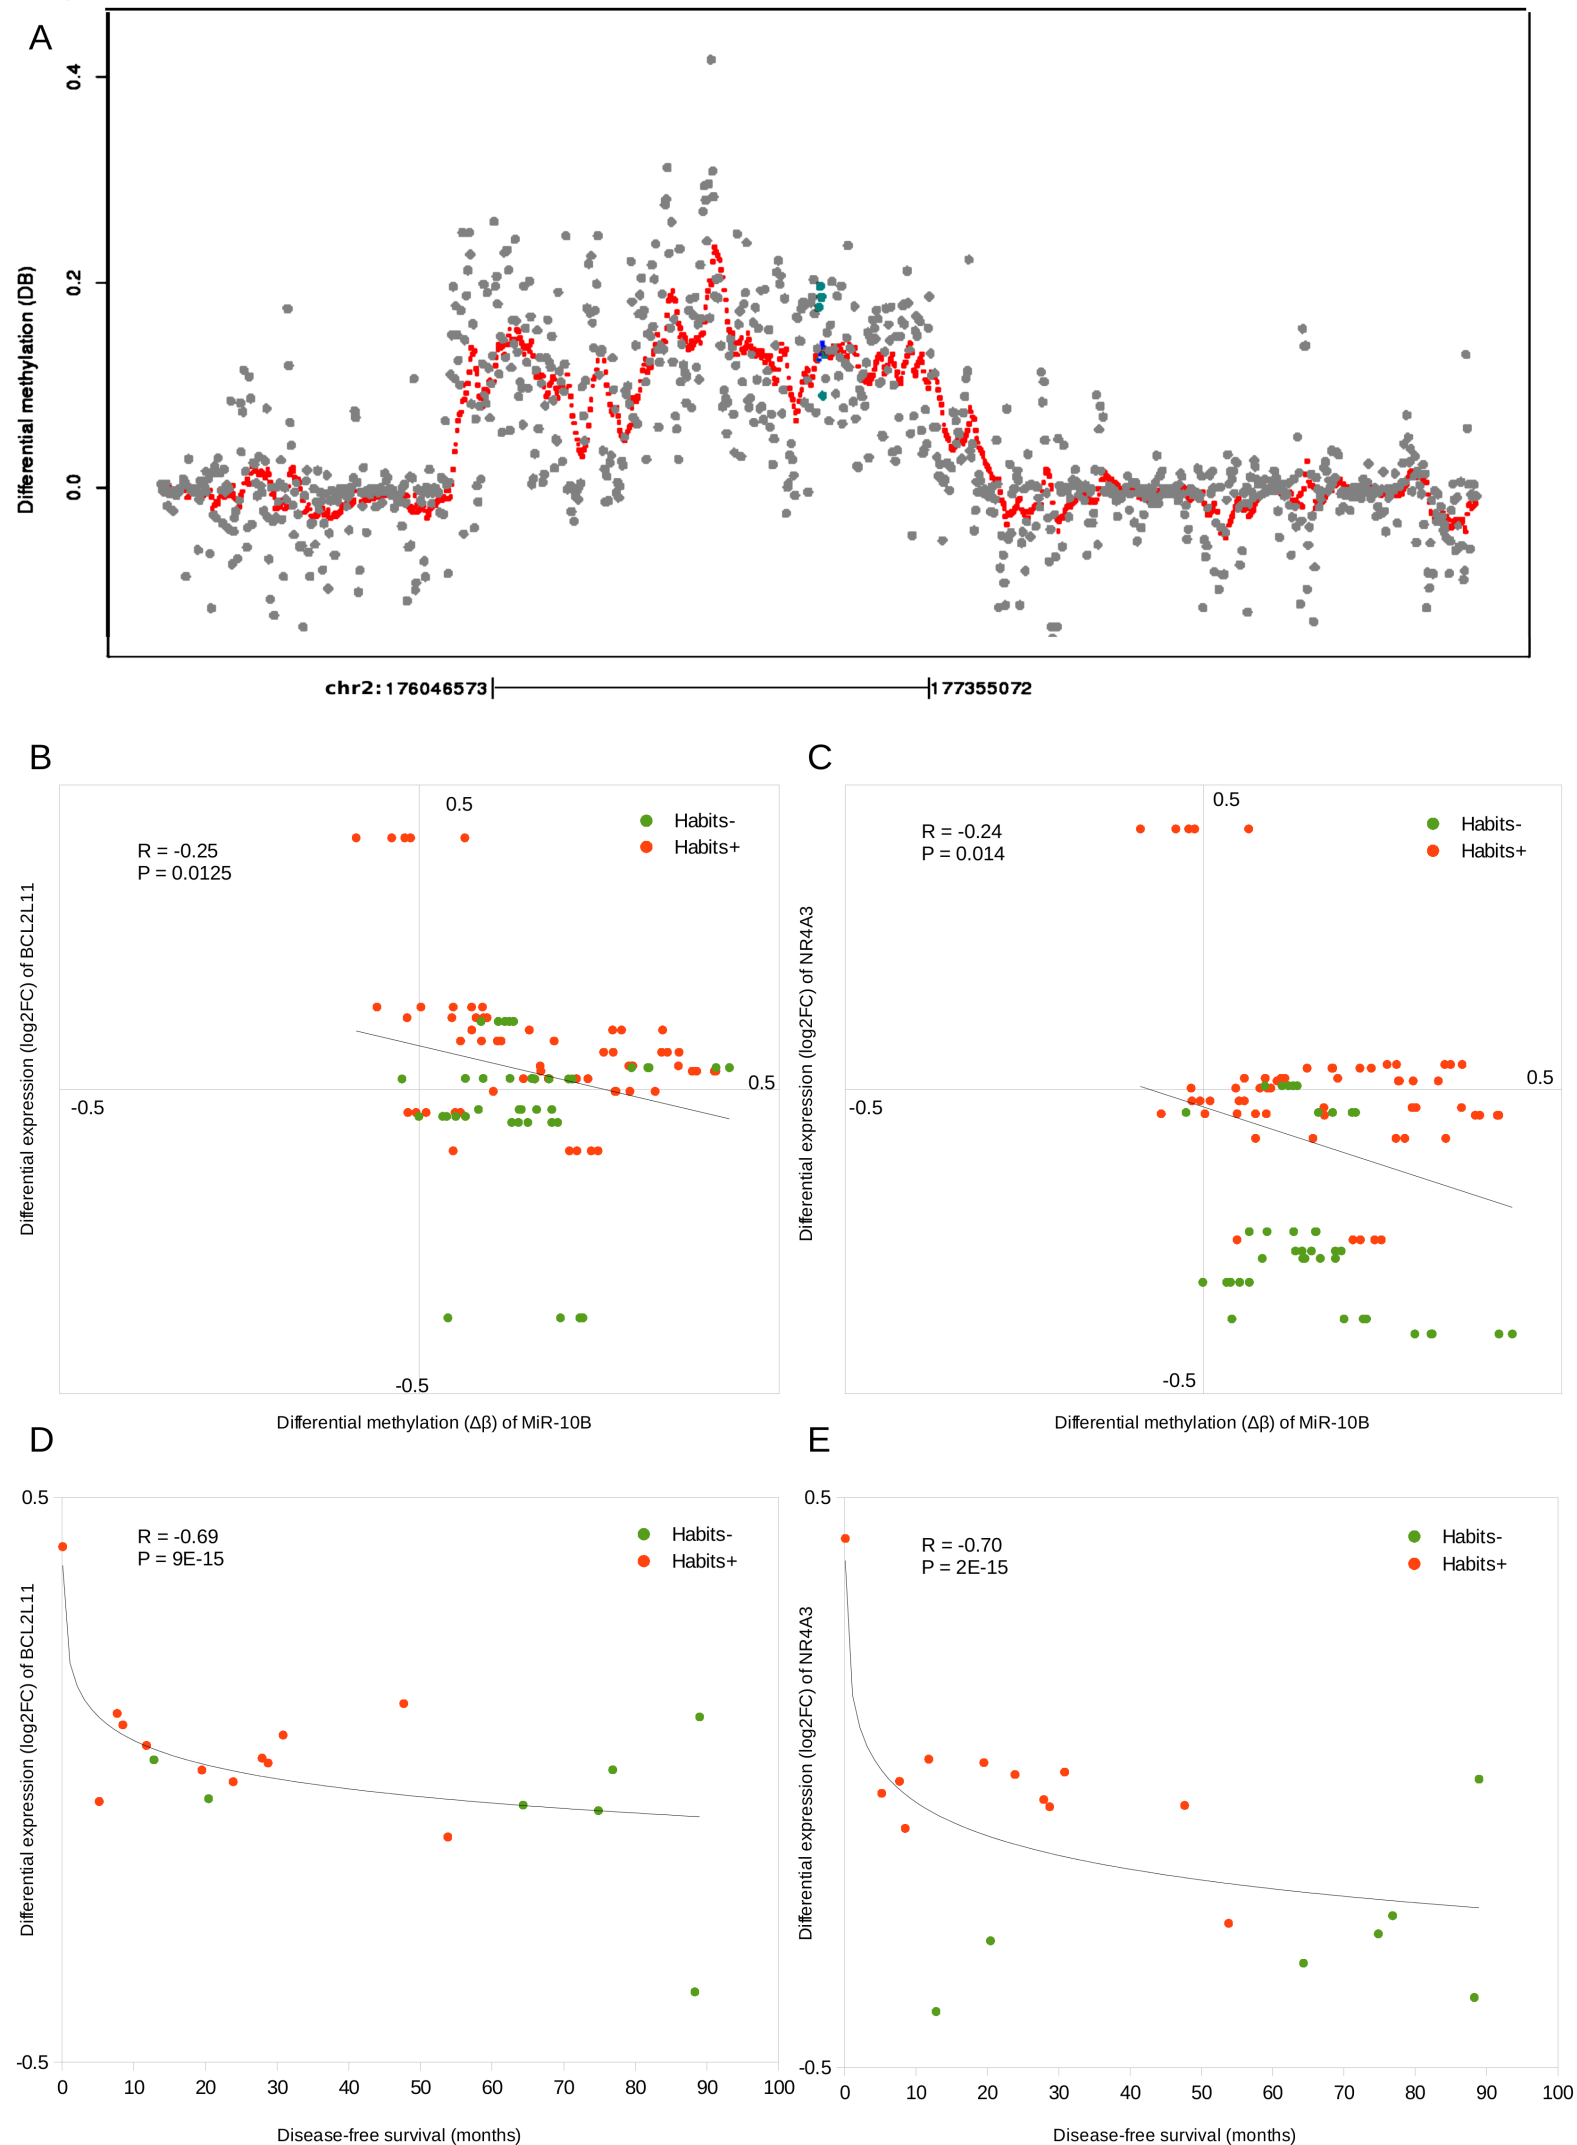 A
0.4
0.2
0.0
Differential methylation (DB)
chr2:176046573
177355072
B
0.5
R = -0.25
P = 0.0125
Habits-
Habits+
0.5
-0.5
-0.5
Differential expression (log2FC) of BCL2L11
Differential methylation (Δβ) of MiR-10B
C
0.5
R = -0.24
P = 0.014
Habits-
Habits+
0.5
-0.5
-0.5
Differential expression (log2FC) of NR4A3
Differential methylation (Δβ) of MiR-10B
D
0.5
R = -0.69
P = 9E-15
Habits-
Habits+
-0.5
Differential expression (log2FC) of BCL2L11
0 10 20 30 40 50 60 70 80 90 100
Disease-free survival (months)
E
0.5
R = -0.70
P = 2E-15
Habits-
Habits+
-0.5
Differential expression (log2FC) of NR4A3
0 10 20 30 40 50 60 70 80 90 100
Disease-free survival (months)